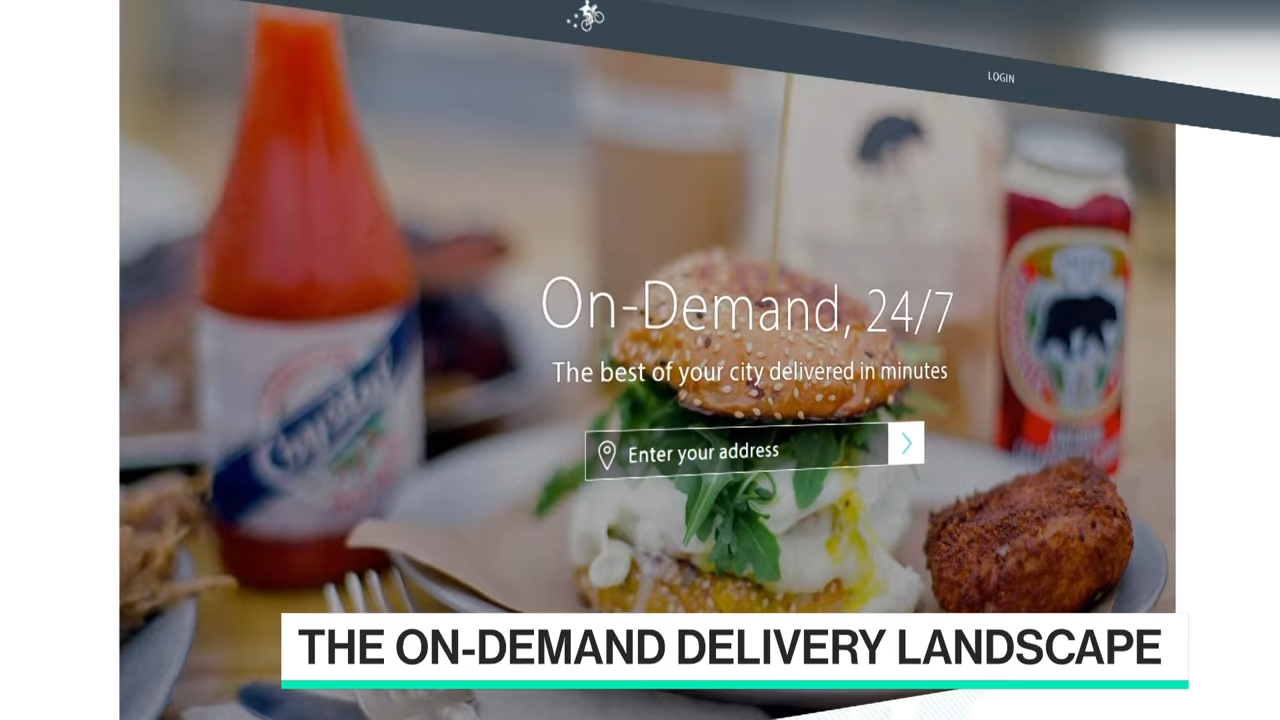 LOGIN
On-Demand, 24/7
The best of your city delivered in minutes
Enter your address
Crystal
THE ON-DEMAND DELIVERY LANDSCAPE